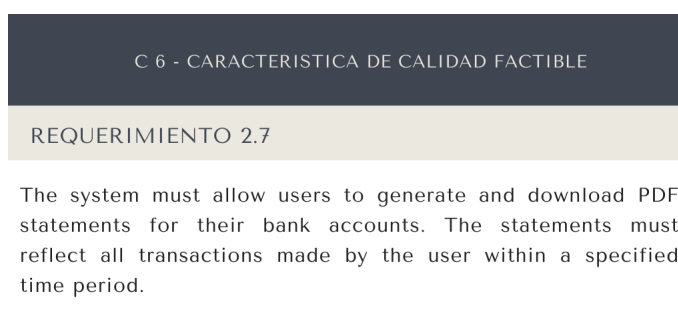 C 6 - CARACTERISTICA DE CALIDAD FACTIBLE
REQUERIMIENTO 2.7
The system must allow users to generate and download PDF
statements for their bank accounts. The statements must
reflect all transactions made by the user within a specified
time period.